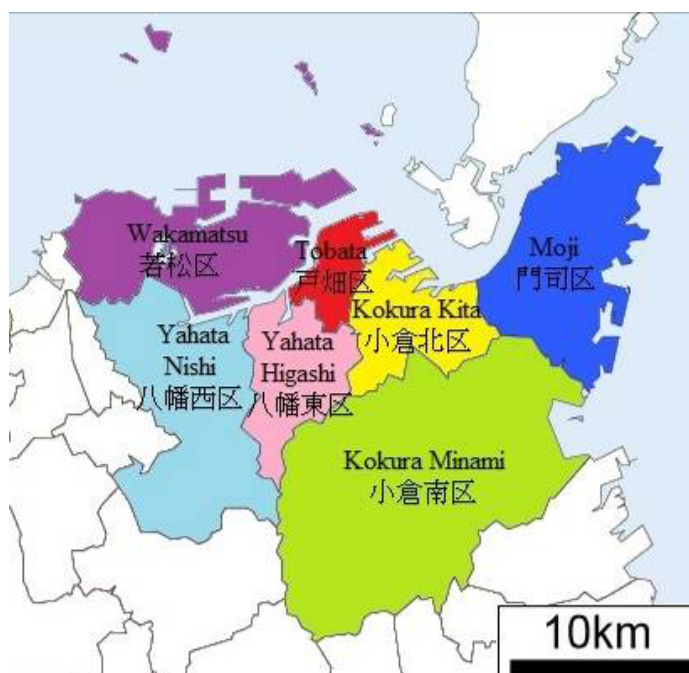 Wakamatsu
若松区
Tobata
戸畑区
Moji
門司区
Kokura Kita
小倉北区
Yahata
Nishi
八幡西区
Yahata
Higashi
八幡東区
Kokura Minami
小倉南区
10km